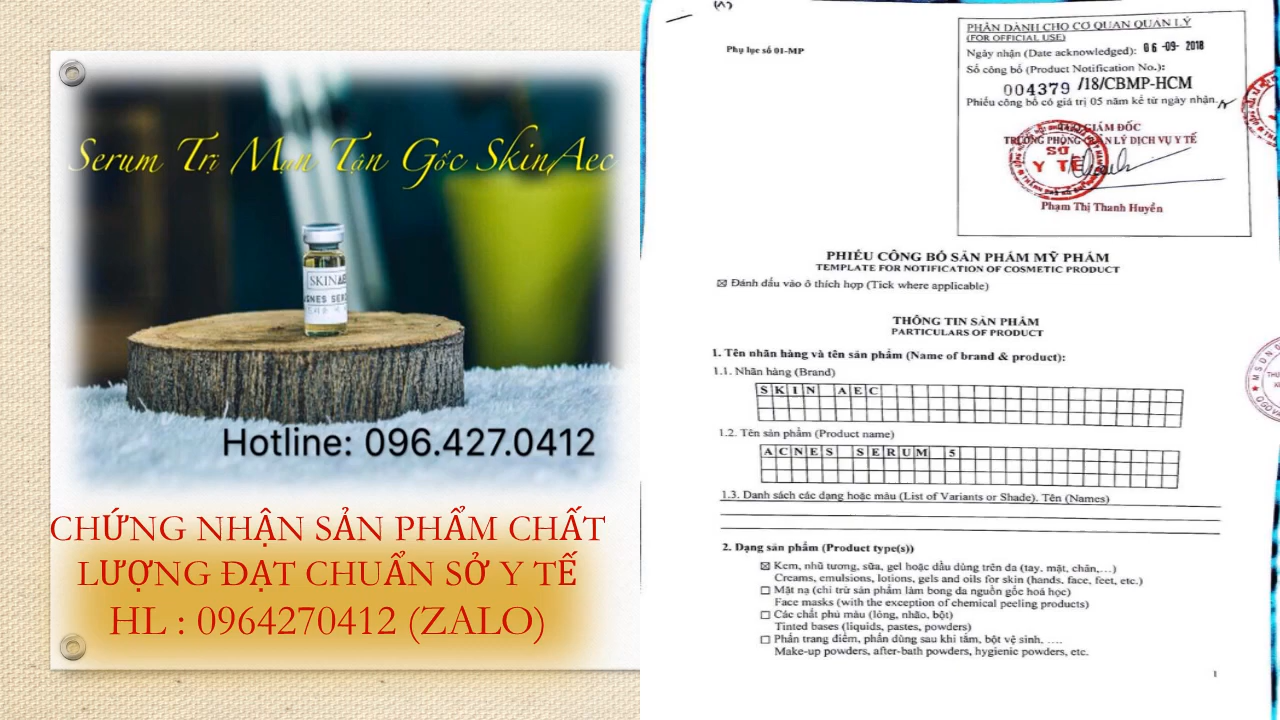 Serum Trị Mụn Tận Gốc SkinAec
SKINAE
Hotline: 096.427.0412
CHỨNG NHẬN SẢN PHẨM CHẤT
LƯỢNG ĐẠT CHUẨN SỞ Y TẾ
HL : 0964270412 (ZALO)
Phụ lục số 01-MP
PHẦN DÀNH CHO CƠ QUAN QUẢN LÝ
(FOR OFFICIAL USE)
Ngày nhận (Date acknowledged): 06-09-2018
Số công bố (Product Notification No.):
004379 /18/CBMP-HCM
Phiếu công bố có giá trị 05 năm kể từ ngày nhận.
GIÁM ĐỐC
TRƯỞNG PHÒNG QUẢN LÝ DỊCH VỤ Y TẾ
SỞ
Y TẾ
Phạm Thị Thanh Huyền
PHIẾU CÔNG BỐ SẢN PHẨM MỸ PHẨM
TEMPLATE FOR NOTIFICATION OF COSMETIC PRODUCT
Đánh dấu vào ô thích hợp (Tick where applicable)
THÔNG TIN SẢN PHẨM
PARTICULARS OF PRODUCT
1. Tên nhãn hàng và tên sản phẩm (Name of brand & product):
1.1. Nhãn hàng (Brand)
SKIN AEC
1.2. Tên sản phẩm (Product name)
ACNES SERUM 5
1.3. Danh sách các dạng hoặc màu (List of Variants or Shade). Tên (Names)
2. Dạng sản phẩm (Product type(s))
Kem, nhũ tương, sữa, gel hoặc dầu dùng trên da (tay, mặt, chân,…)
Creams, emulsions, lotions, gels and oils for skin (hands, face, feet, etc.)
Mặt nạ (chỉ trừ sản phẩm làm bong da nguồn gốc hoá học)
Face masks (with the exception of chemical peeling products)
Các chất phủ màu (lỏng, nhão, bột)
Tinted bases (liquids, pastes, powders)
Phấn trang điểm, phấn dùng sau khi tắm, bột vệ sinh, ….
Make-up powders, after-bath powders, hygienic powders, etc.
1